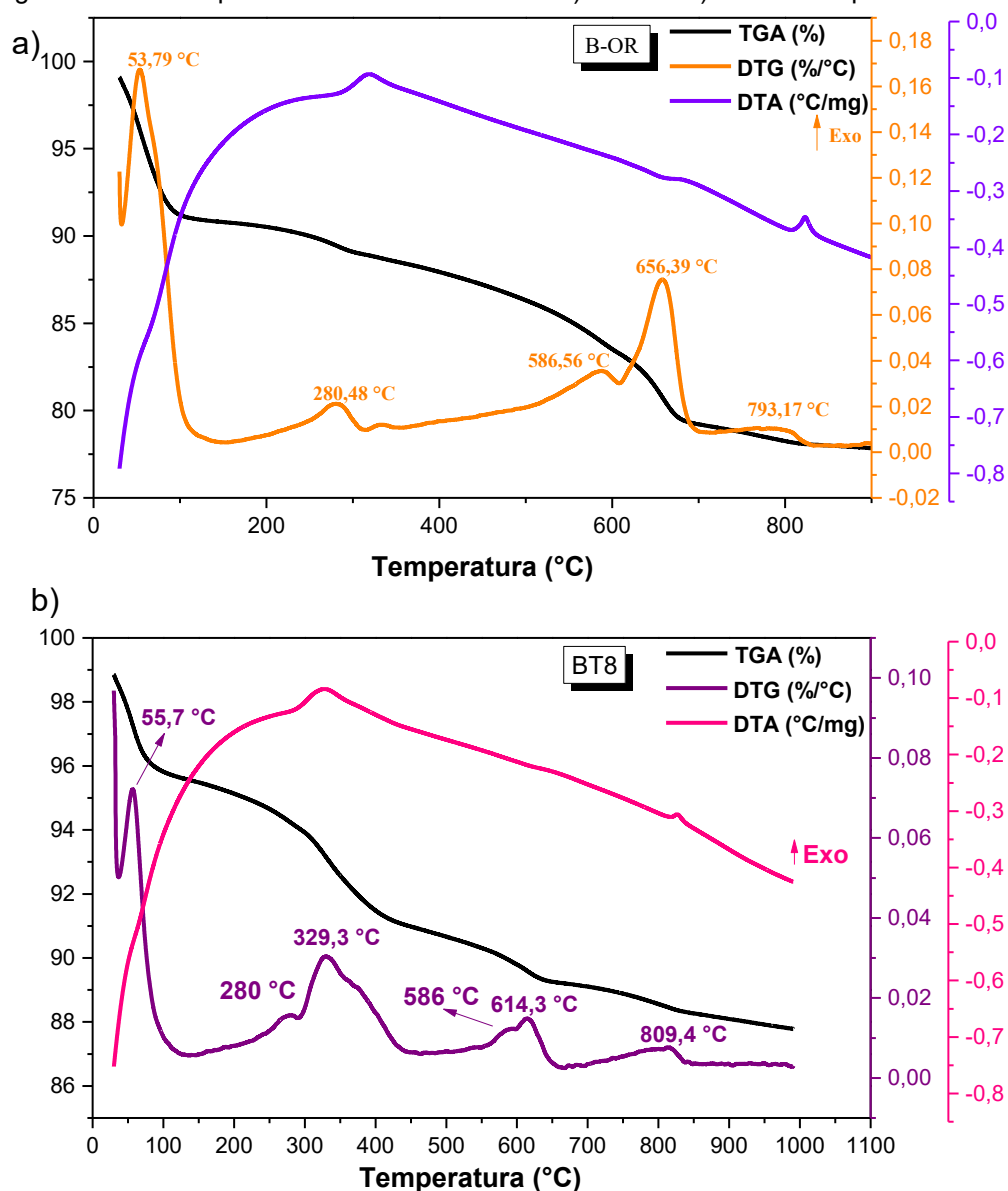 a)
B-OR
TGA (%)
DTG (%/°C)
DTA (°C/mg)
Exo
53,79 °C
280,48 °C
586,56 °C
656,39 °C
793,17 °C
100
95
90
85
80
75
0 200 400 600 800
Temperatura (°C)
0,18
0,16
0,14
0,12
0,10
0,08
0,06
0,04
0,02
0,00
-0,02
0,0
-0,1
-0,2
-0,3
-0,4
-0,5
-0,6
-0,7
-0,8
b)
BT8
TGA (%)
DTG (%/°C)
DTA (°C/mg)
Exo
55,7 °C
280 °C
329,3 °C
586 °C
614,3 °C
809,4 °C
100
98
96
94
92
90
88
86
0 100 200 300 400 500 600 700 800 900 1000 1100
Temperatura (°C)
0,10
0,08
0,06
0,04
0,02
0,00
0,0
-0,1
-0,2
-0,3
-0,4
-0,5
-0,6
-0,7
-0,8